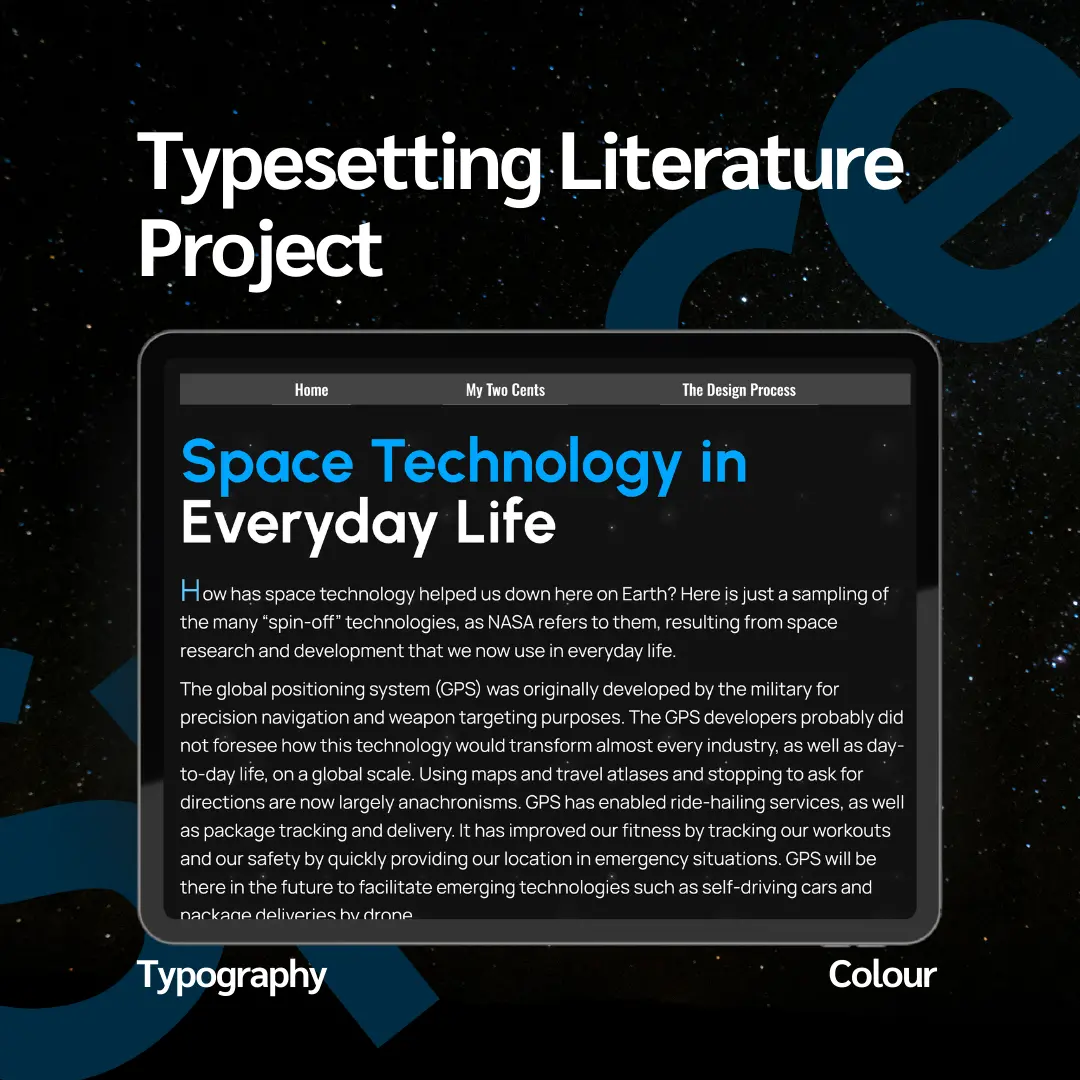 Typesetting Literature
Project
Home My Two Cents The Design Process
Space Technology in
Everyday Life
How has space technology helped us down here on Earth? Here is just a sampling of
the many “spin-off” technologies, as NASA refers to them, resulting from space
research and development that we now use in everyday life.
The global positioning system (GPS) was originally developed by the military for
precision navigation and weapon targeting purposes. The GPS developers probably did
not foresee how this technology would transform almost every industry, as well as day-
to-day life, on a global scale. Using maps and travel atlases and stopping to ask for
directions are now largely anachronisms. GPS has enabled ride-hailing services, as well
as package tracking and delivery. It has improved our fitness by tracking our workouts
and our safety by quickly providing our location in emergency situations. GPS will be
there in the future to facilitate emerging technologies such as self-driving cars and
package deliveries by drone.
Typography Colour